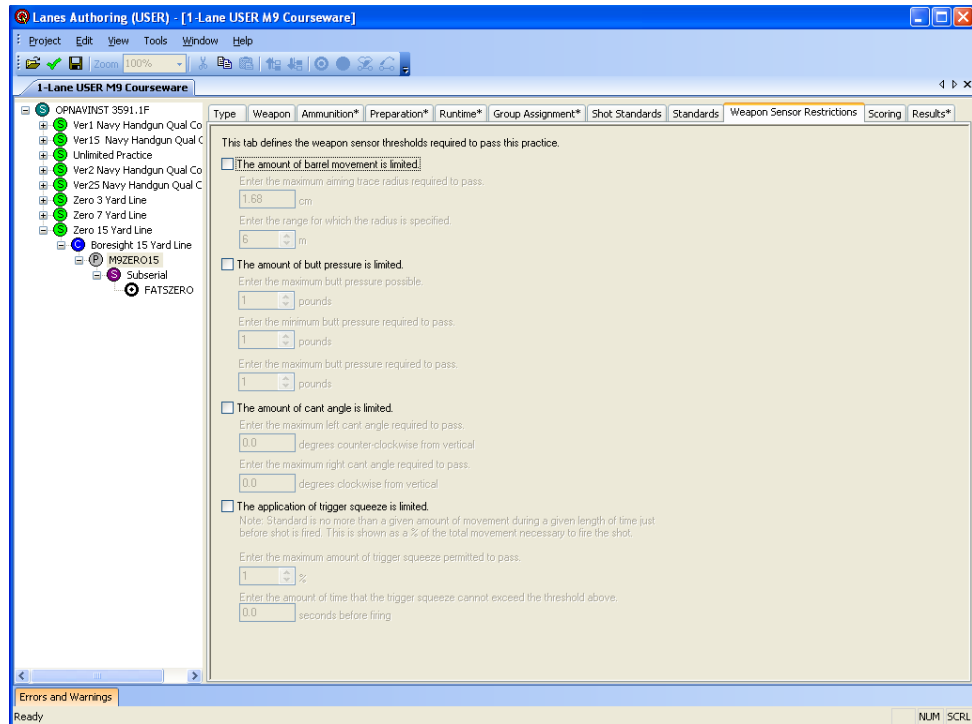 Lanes Authoring (USER) - [1-Lane USER M9 Courseware]
Project Edit View Tools Window Help
Zoom 100%
1-Lane USER M9 Courseware
OPNAVINST 3591.1F
Ver1 Navy Handgun Qual Co
Ver1S Navy Handgun Qual C
Unlimited Practice
Ver2 Navy Handgun Qual Co
Ver2S Navy Handgun Qual C
Zero 3 Yard Line
Zero 7 Yard Line
Zero 15 Yard Line
C Boresight 15 Yard Line
P M9ZERO15
S Subserial
FATSZERO
Type Weapon Ammunition* Preparation* Runtime* Group Assignment* Shot Standards Standards Weapon Sensor Restrictions Scoring Results*
This tab defines the weapon sensor thresholds required to pass this practice.
The amount of barrel movement is limited.
Enter the maximum aiming trace radius required to pass.
1.68 cm
Enter the range for which the radius is specified.
6 m
The amount of butt pressure is limited.
Enter the maximum butt pressure possible.
1 pounds
Enter the minimum butt pressure required to pass.
1 pounds
Enter the maximum butt pressure required to pass.
1 pounds
The amount of cant angle is limited.
Enter the maximum left cant angle required to pass.
0.0 degrees counter-clockwise from vertical
Enter the maximum right cant angle required to pass.
0.0 degrees clockwise from vertical
The application of trigger squeeze is limited.
Note: Standard is no more than a given amount of movement during a given length of time just
before shot is fired. This is shown as a % of the total movement necessary to fire the shot.
Enter the maximum amount of trigger squeeze permitted to pass.
1 %
Enter the amount of time that the trigger squeeze cannot exceed the threshold above.
0.0 seconds before firing
Errors and Warnings
Ready NUM SCRL